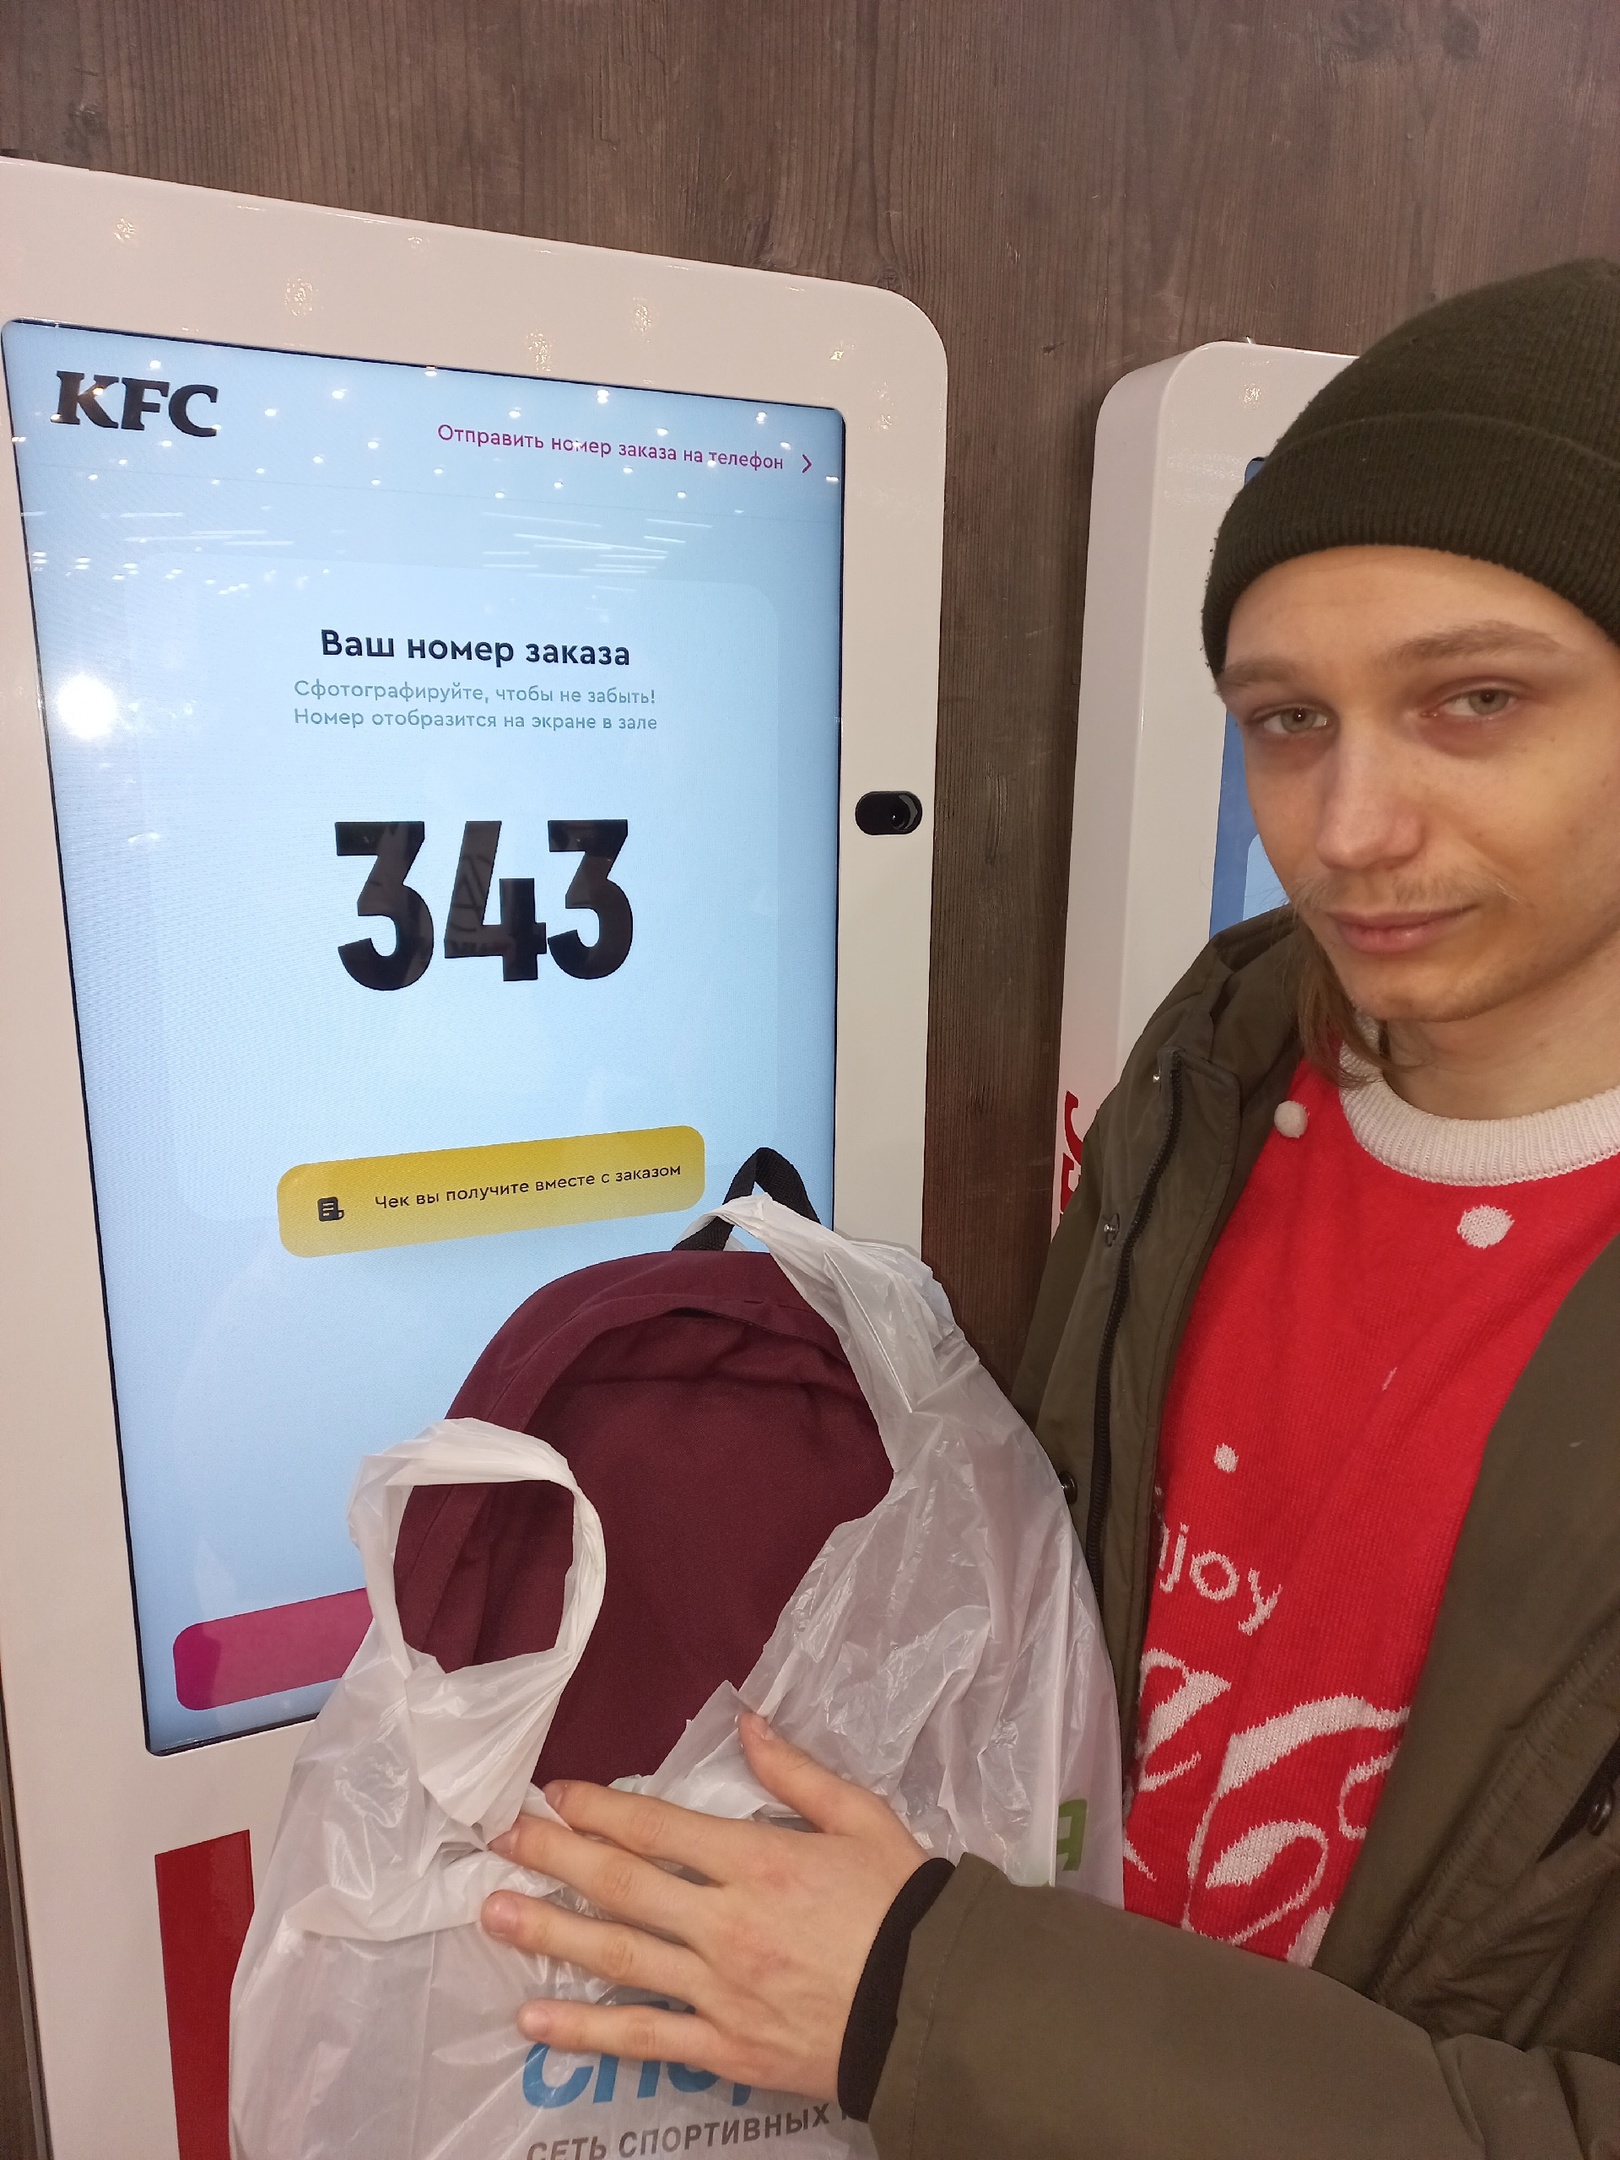 KFC
Отправить номер заказа на телефон
Ваш номер заказа
Сфотографируйте, чтобы не забыть!
Номер отобразится на экране в зале
343
Чек вы получите вместе с заказом
СЕТЬ СПОРТИВНЫХ